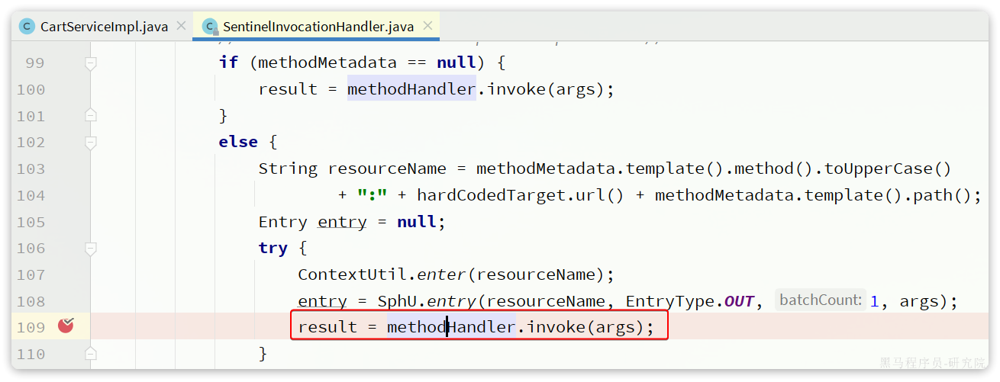 CartServiceImpl.java SentinelInvocationHandler.java
99 if (methodMetadata == null) {
100 result = methodHandler.invoke(args);
101 }
102 else {
103 String resourceName = methodMetadata.template().method().toUpperCase()
104 + ":" + hardCodedTarget.url() + methodMetadata.template().path();
105 Entry entry = null;
106 try {
107 ContextUtil.enter(resourceName);
108 entry = SphU.entry(resourceName, EntryType.OUT, batchCount: 1, args);
109 result = methodHandler.invoke(args);
110 }
黑马程序员-研究院